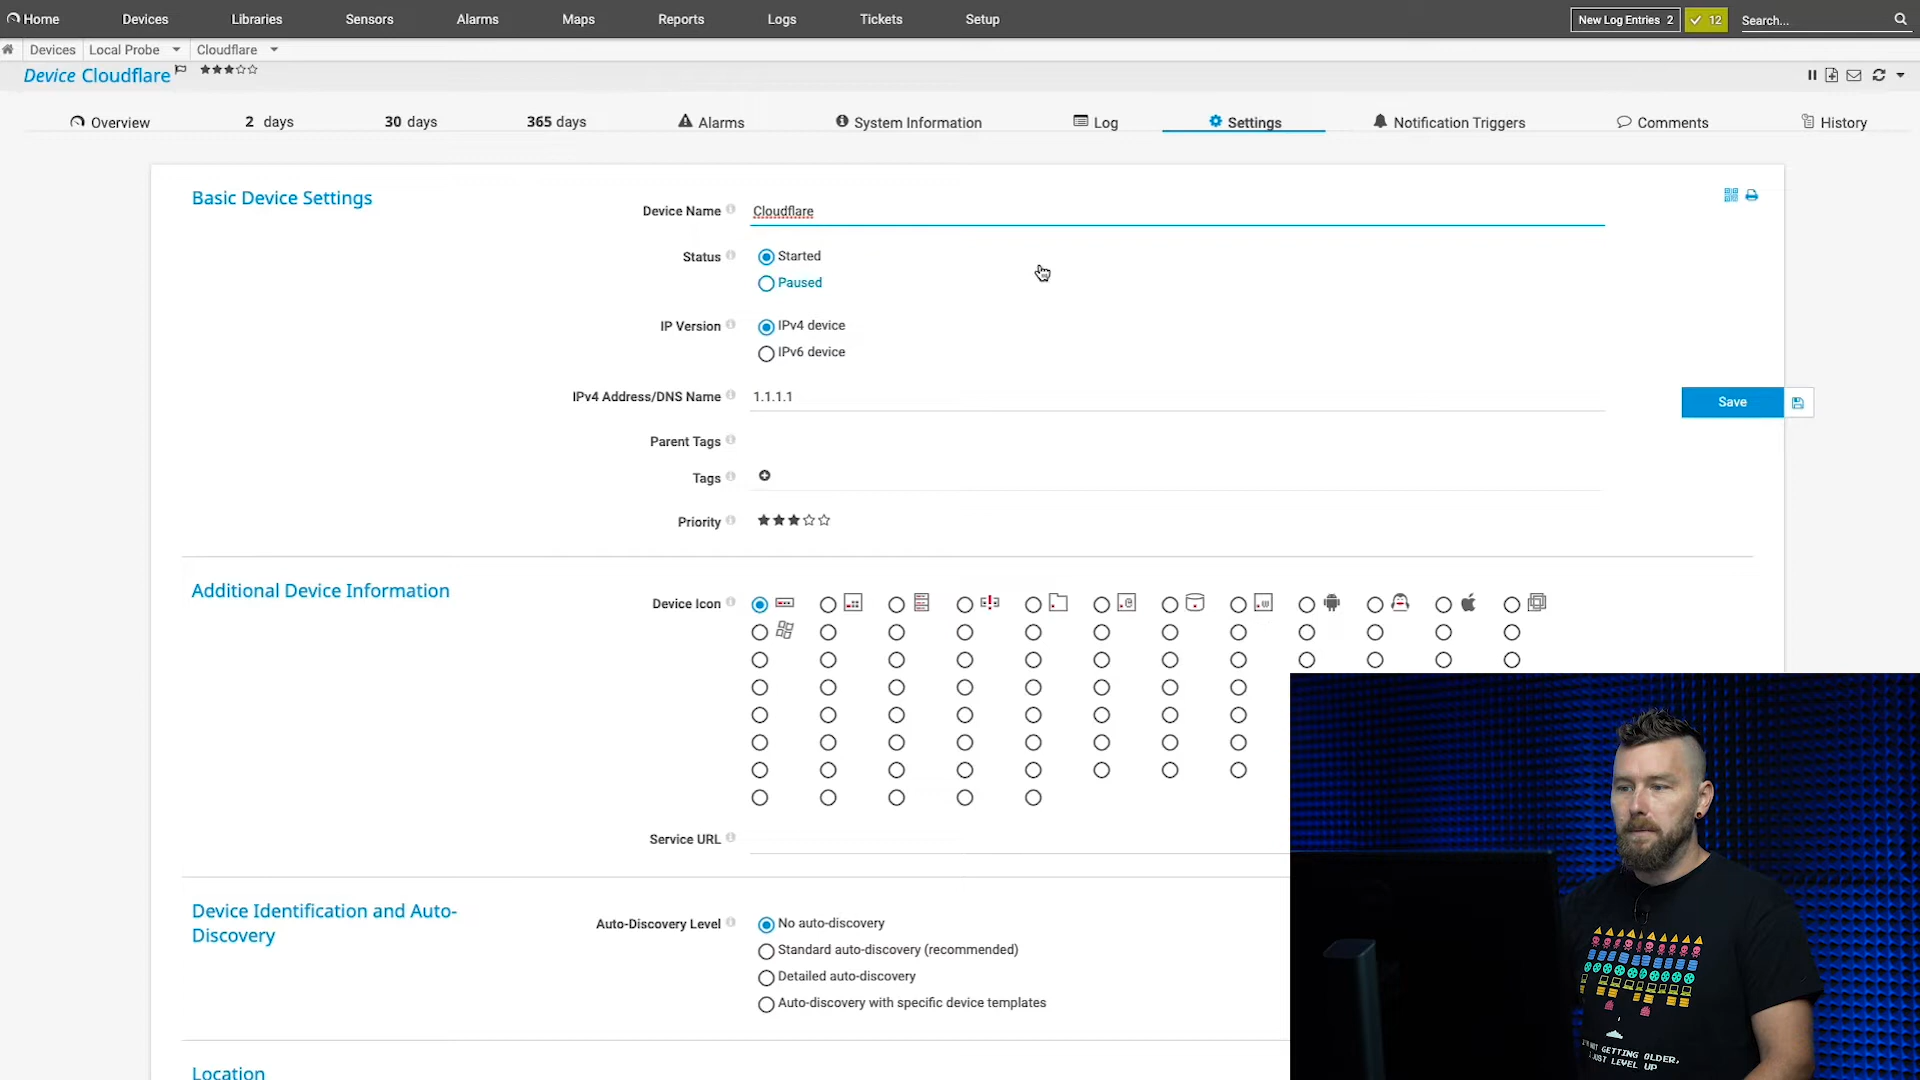 Home Devices Libraries Sensors Alarms Maps Reports Logs Tickets Setup New Log Entries 2 12 Search...
Devices Local Probe Cloudflare
Device Cloudflare
Overview 2 days 30 days 365 days Alarms System Information Log Settings Notification Triggers Comments History
Basic Device Settings
Device Name Cloudflare
Status Started
Paused
IP Version IPv4 device
IPv6 device
IPv4 Address/DNS Name 1.1.1.1
Save
Parent Tags
Tags
Priority
Additional Device Information
Device Icon
Service URL
Device Identification and Auto-
Discovery
Auto-Discovery Level No auto-discovery
Standard auto-discovery (recommended)
Detailed auto-discovery
Auto-discovery with specific device templates
Location
I'M NOT GETTING OLDER,
I JUST LEVEL UP